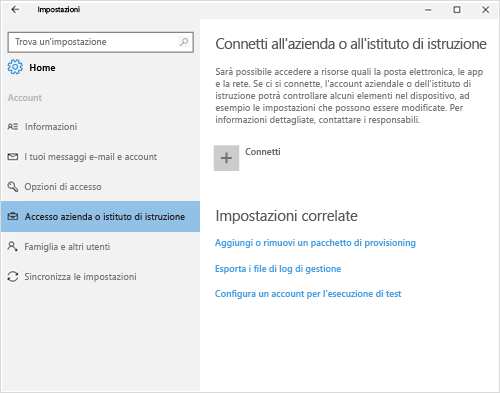 Impostazioni
Trova un'impostazione
Home
Account
Informazioni
I tuoi messaggi e-mail e account
Opzioni di accesso
Accesso azienda o istituto di istruzione
Famiglia e altri utenti
Sincronizza le impostazioni
Connetti all'azienda o all'istituto di istruzione
Sarà possibile accedere a risorse quali la posta elettronica, le app
e la rete. Se ci si connette, l'account aziendale o dell'istituto di
istruzione potrà controllare alcuni elementi nel dispositivo, ad
esempio le impostazioni che possono essere modificate. Per
informazioni dettagliate, contattare i responsabili.
Connetti
Impostazioni correlate
Aggiungi o rimuovi un pacchetto di provisioning
Esporta i file di log di gestione
Configura un account per l'esecuzione di test